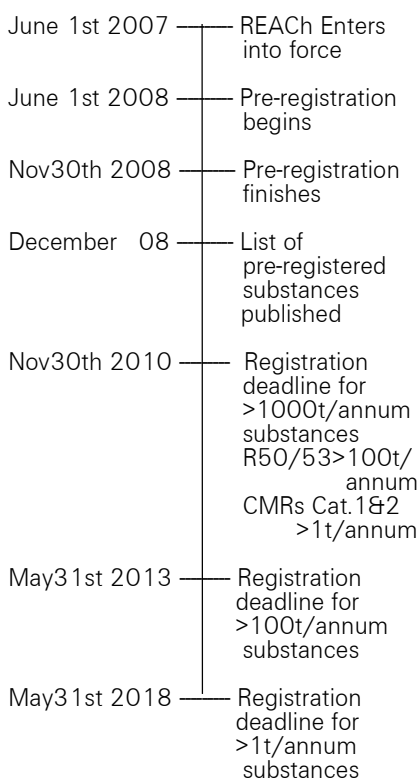 June 1st 2007 REACh Enters
into force
June 1st 2008 Pre-registration
begins
Nov30th 2008 Pre-registration
finishes
December 08 List of
pre-registered
substances
published
Nov30th 2010 Registration
deadline for
>1000t/annum
substances
R50/53>100t/
annum
CMRs Cat.1&2
>1t/annum
May31st 2013 Registration
deadline for
>100t/annum
substances
May31st 2018 Registration
deadline for
>1t/annum
substances